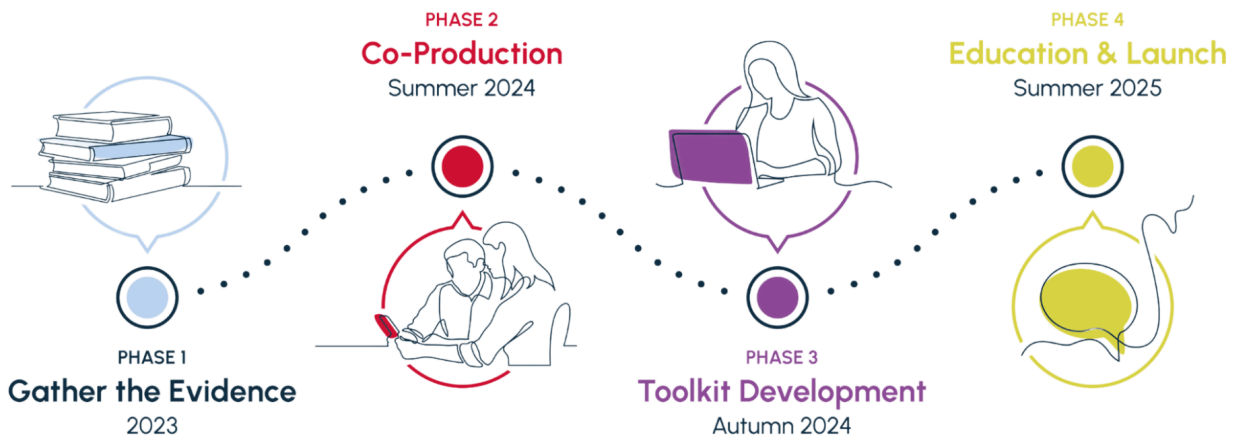 PHASE 1
Gather the Evidence
2023
PHASE 2
Co-Production
Summer 2024
PHASE 3
Toolkit Development
Autumn 2024
PHASE 4
Education & Launch
Summer 2025